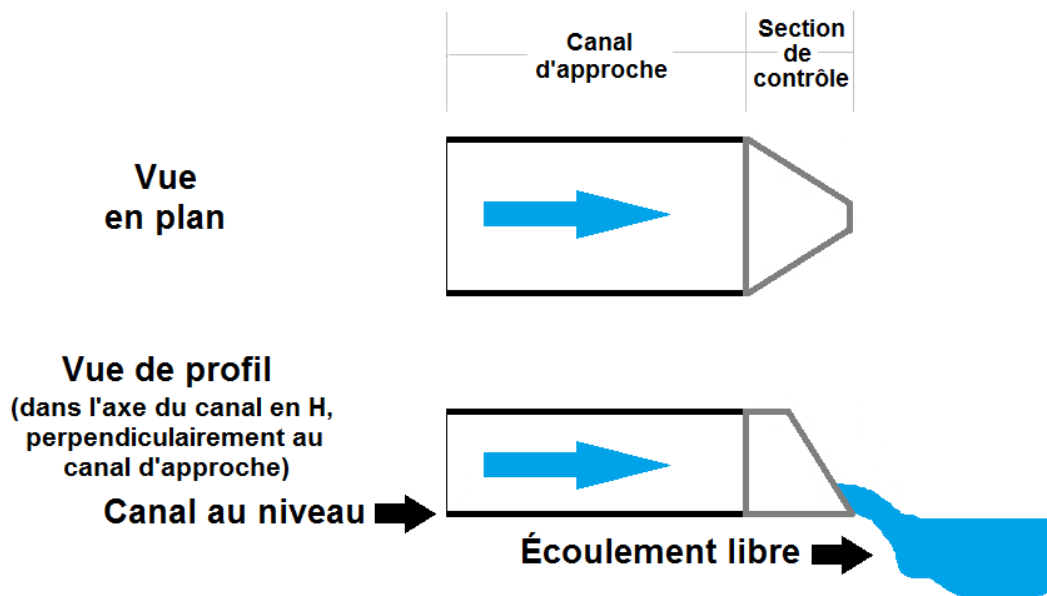 Canal
d'approche
Section
de
contrôle
Vue
en plan
Vue de profil
(dans l'axe du canal en H,
perpendiculairement au
canal d'approche)
Canal au niveau
Écoulement libre